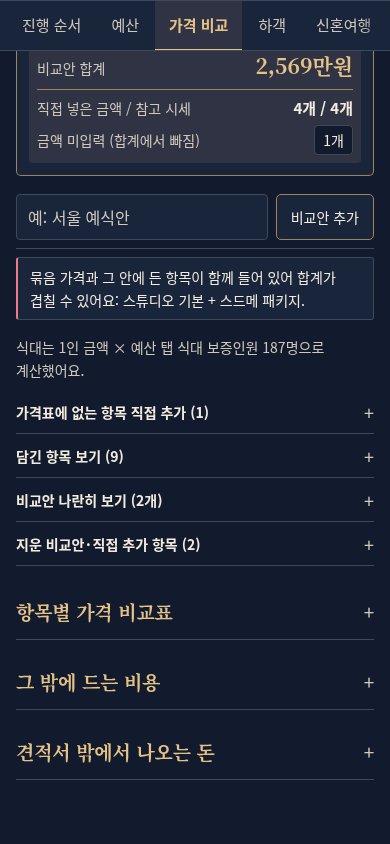 진행 순서
예산
가격 비교
하객
신혼여행
비교안 합계
2,569만원
직접 넣은 금액 / 참고 시세
4개 / 4개
금액 미입력 (합계에서 빠짐)
1개
예: 서울 예식안
비교안 추가
묶음 가격과 그 안에 든 항목이 함께 들어 있어 합계가
겹칠 수 있어요: 스튜디오 기본 + 스드메 패키지.
식대는 1인 금액 × 예산 탭 식대 보증인원 187명으로
계산했어요.
가격표에 없는 항목 직접 추가 (1)
+
담긴 항목 보기 (9)
+
비교안 나란히 보기 (2개)
+
지운 비교안·직접 추가 항목 (2)
+
항목별 가격 비교표
+
그 밖에 드는 비용
+
견적서 밖에서 나오는 돈
+